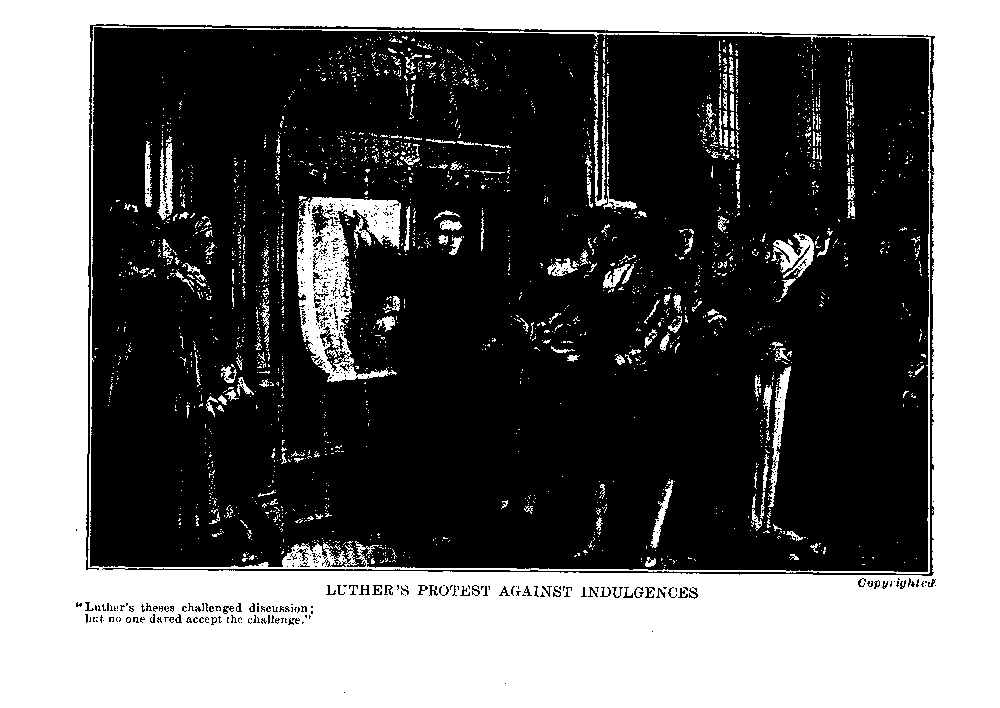 Copyrighted
LUTHER'S PROTEST AGAINST INDULGENCES
"Luther's theses challenged discussion;
but no one dared accept the challenge."